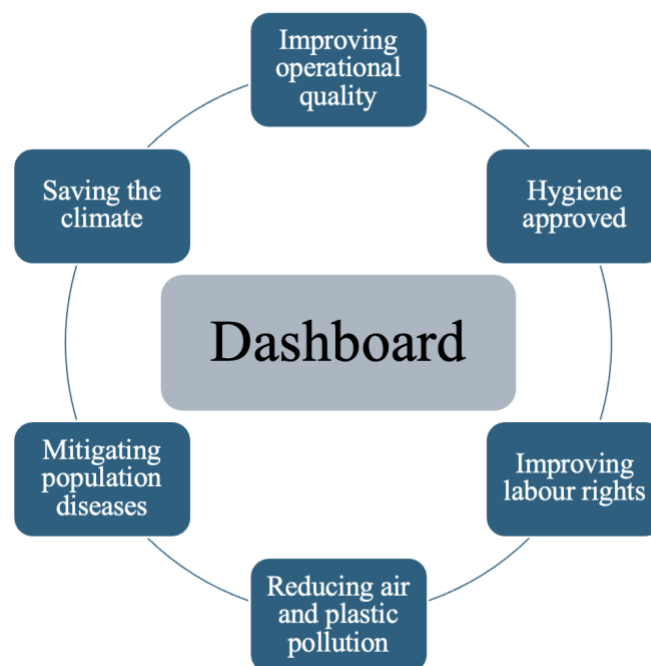 Improving
operational
quality
Saving the
climate
Hygiene
approved
Dashboard
Mitigating
population
diseases
Improving
labour rights
Reducing air
and plastic
pollution